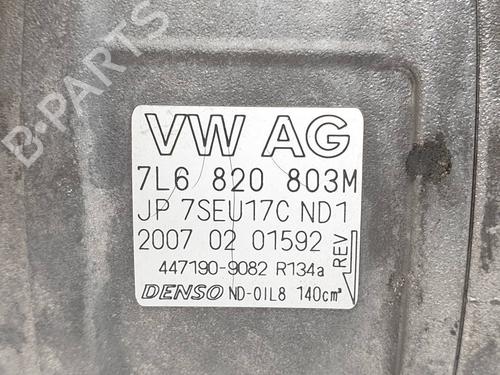 B-PARTS
VW AG
7L6 820 803M
JP 7SEU17C ND1
2007 02 01592
REV
447190-9082 R134a
DENSO ND-OIL8 140cm³